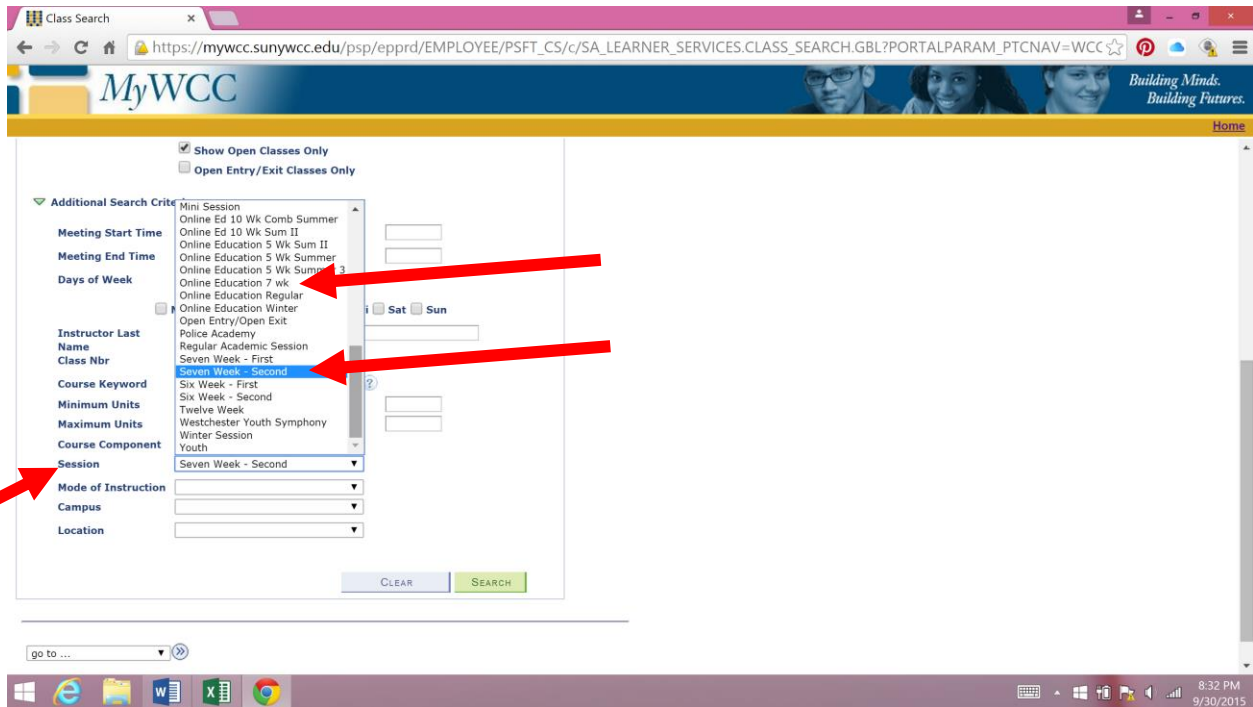 Class Search
https://mywcc.sunywcc.edu/psp/epprd/EMPLOYEE/PSFT_CS/c/SA_LEARNER_SERVICES.CLASS_SEARCH.GBL?PORTALPARAM_PTCNAV=WCC
MyWCC
Building Minds.
Building Futures.
Home
Show Open Classes Only
Open Entry/Exit Classes Only
Additional Search
Mini Session
Online Ed 10 Wk Comb Summer
Meeting Start Time
Online Ed 10 Wk Sum II
Online Education 5 Wk Sum II
Meeting End Time
Online Education 5 Wk Summer
Online Education 5 Wk Summer 3
Days of Week
Online Education 7 wk
Online Education Regular
Online Education Winter
Sat Sun
Open Entry/Open Exit
Instructor Last
Name
Police Academy
Regular Academic Session
Class Nbr
Seven Week - First
Seven Week - Second
Course Keyword
Six Week - First
?
Six Week - Second
Minimum Units
Twelve Week
Maximum Units
Westchester Youth Symphony
Winter Session
Course Component
Youth
Session
Seven Week - Second
Mode of Instruction
Campus
Location
CLEAR
SEARCH
go to ...
8:32 PM
9/30/2015